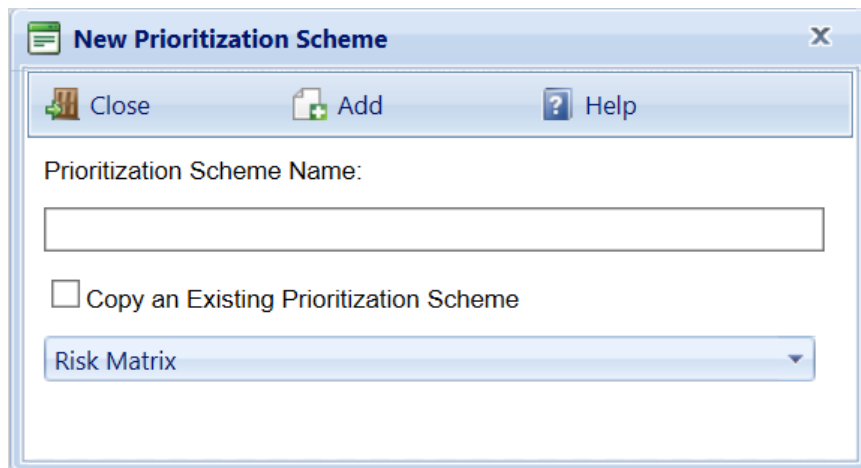 New Prioritization Scheme x
Close Add ? Help
Prioritization Scheme Name:
Copy an Existing Prioritization Scheme
Risk Matrix